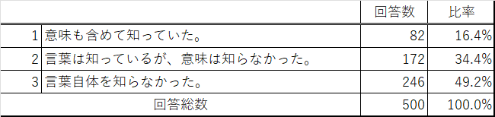 回答数 比率
1 意味も含めて知っていた。 82 16.4%
2 言葉は知っているが、意味は知らなかった。 172 34.4%
3 言葉自体を知らなかった。 246 49.2%
回答総数 500 100.0%